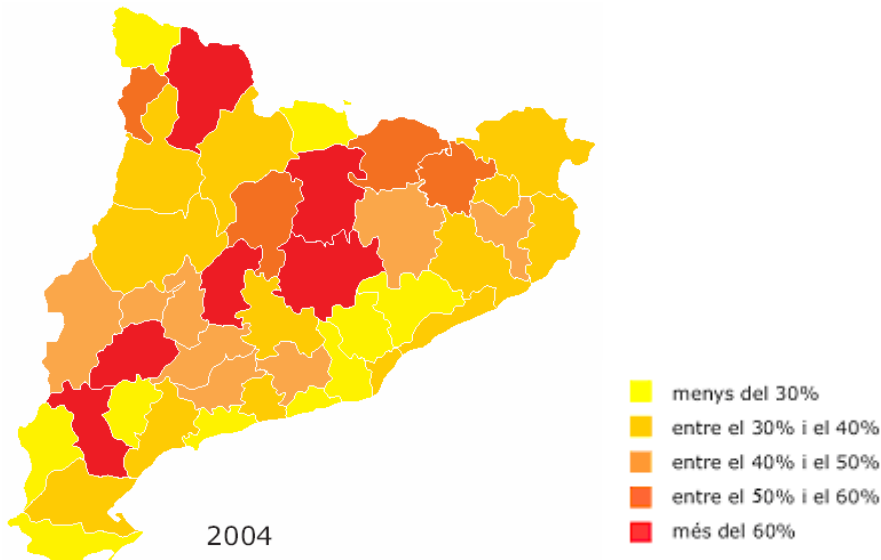 menys del 30%
entre el 30% i el 40%
entre el 40% i el 50%
entre el 50% i el 60%
més del 60%
2004